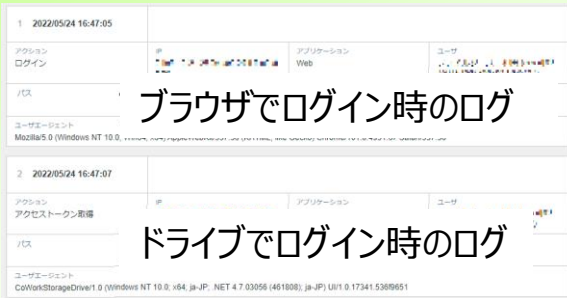 1 2022/05/24 16:47:05
アクション IP アプリケーション ユーザ
ログイン Web
パス
ブラウザでログイン時のログ
ユーザエージェント
Mozilla/5.0 (Windows NT 10.0;
2 2022/05/24 16:47:07
アクション IP アプリケーション ユーザ
アクセストークン取得
パス
ドライブでログイン時のログ
ユーザエージェント
CoWorkStorageDrive/1.0 (Windows NT 10.0; x64; ja-JP; .NET 4.7.03056 (461808); ja-JP) UI/1.0.17341.536f9651